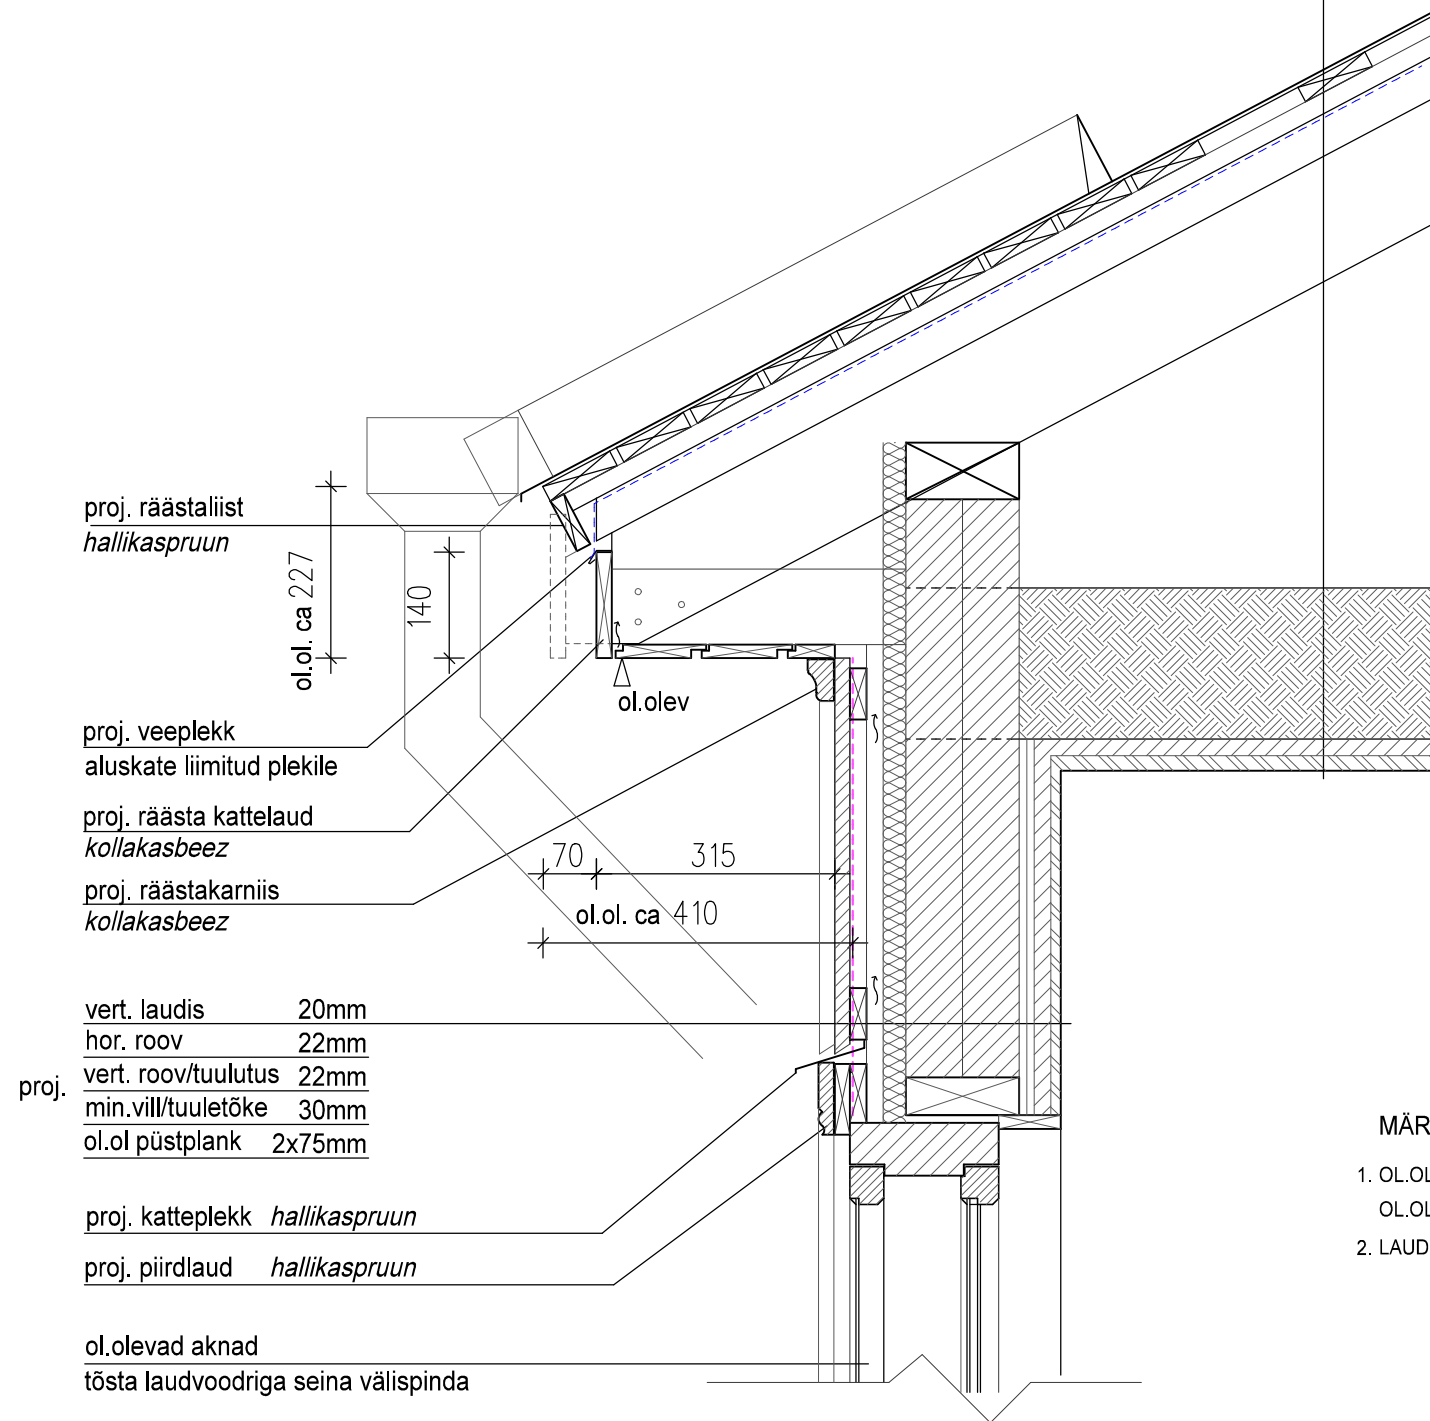 proj. räästaliist
hallikaspruun
ol.ol. ca 227
140
ol.olev
proj. veeplekk
aluskate liimitud plekile
proj. räästa kattelaud
kollakasbeez
proj. räästakarniis
kollakasbeez
70 315
ol.ol. ca 410
vert. laudis 20mm
hor. roov 22mm
proj. vert. roov/tuulutus 22mm
min.vill/tuuletõke 30mm
ol.ol püstplank 2x75mm
proj. katteplekk hallikaspruun
proj. piirdlaud hallikaspruun
ol.olevad aknad
tõsta laudvoodriga seina välispinda
MÄR
1. OL.OL
OL.OL
2. LAUD